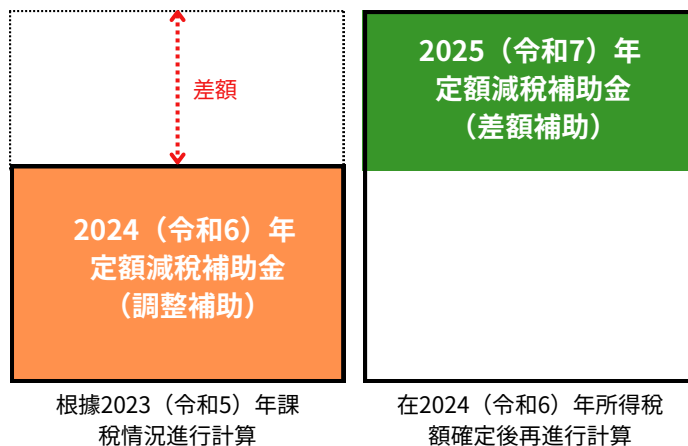 差額
2024（令和6）年
定額減稅補助金
（調整補助）
根據2023（令和5）年課
稅情況進行計算
2025（令和7）年
定額減稅補助金
（差額補助）
在2024（令和6）年所得稅
額確定後再進行計算